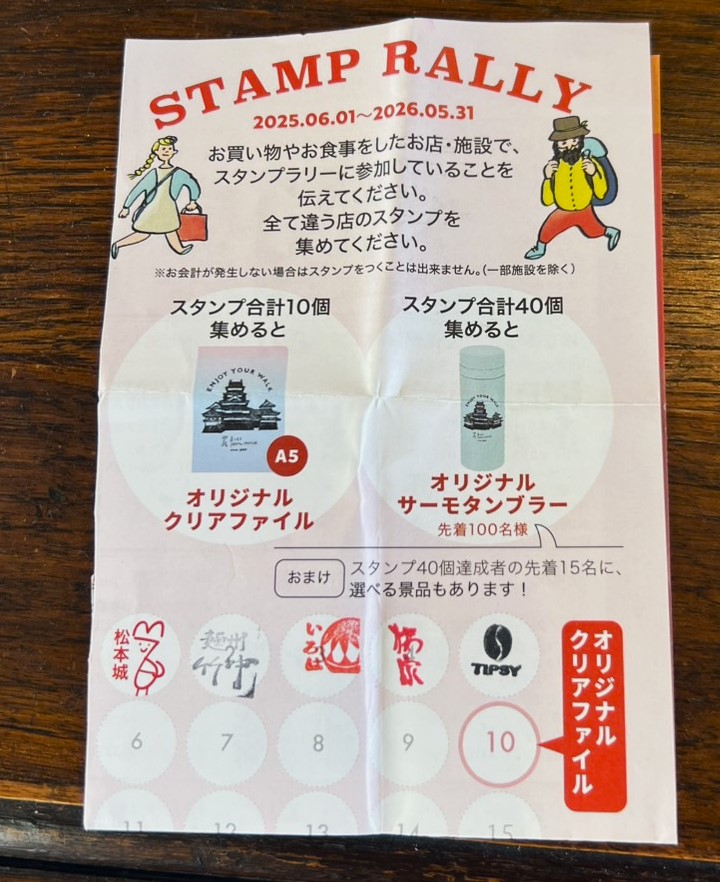 STAMP RALLY
2025.06.01～2026.05.31
お買い物やお食事をしたお店・施設で、
スタンプラリーに参加していることを
伝えてください。
全て違う店のスタンプを
集めてください。
※お会計が発生しない場合はスタンプをつくことは出来ません。（一部施設を除く）
スタンプ合計10個
集めると
ENJOY YOUR WALK
A5
オリジナル
クリアファイル
スタンプ合計40個
集めると
ENJOY YOUR WALK
オリジナル
サーモタンブラー
先着100名様
おまけ
スタンプ40個達成者の先着15名に、
選べる景品もあります！
松本城
いろは
TIPSY
オリジナル
クリアファイル
6
7
8
9
10
11
12
13
14
15